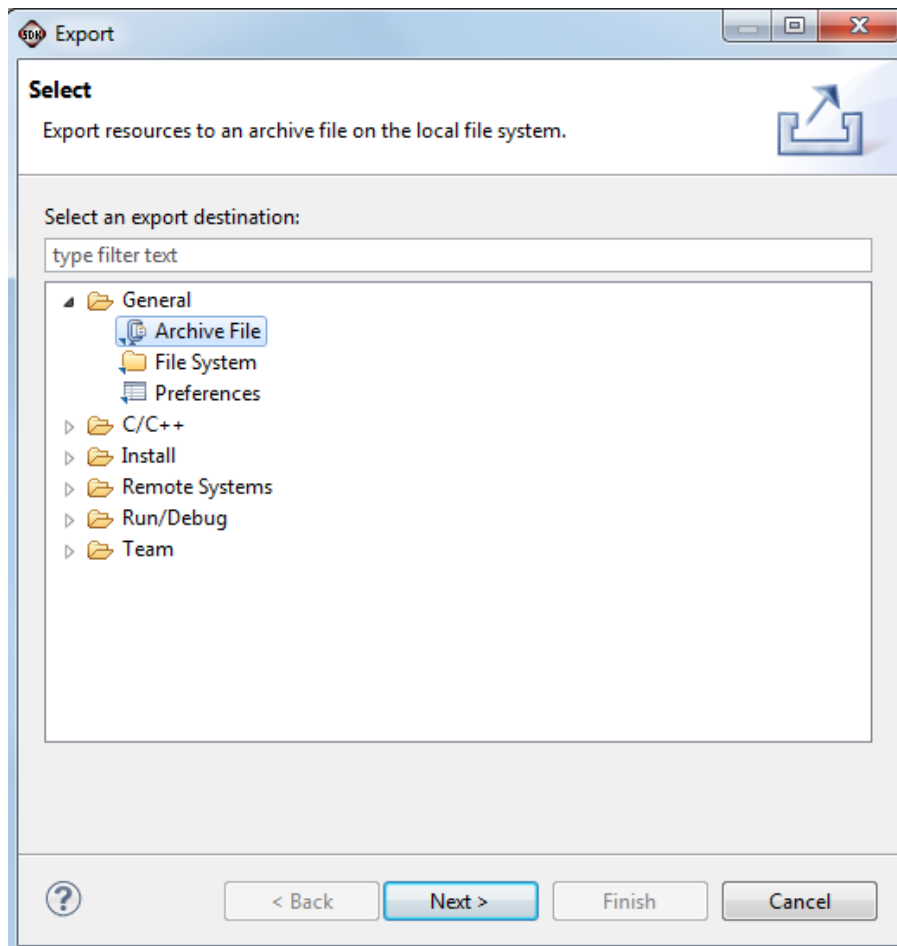 SDK Export
Select
Export resources to an archive file on the local file system.
Select an export destination:
type filter text
General
Archive File
File System
Preferences
C/C++
Install
Remote Systems
Run/Debug
Team
?
< Back Next > Finish Cancel